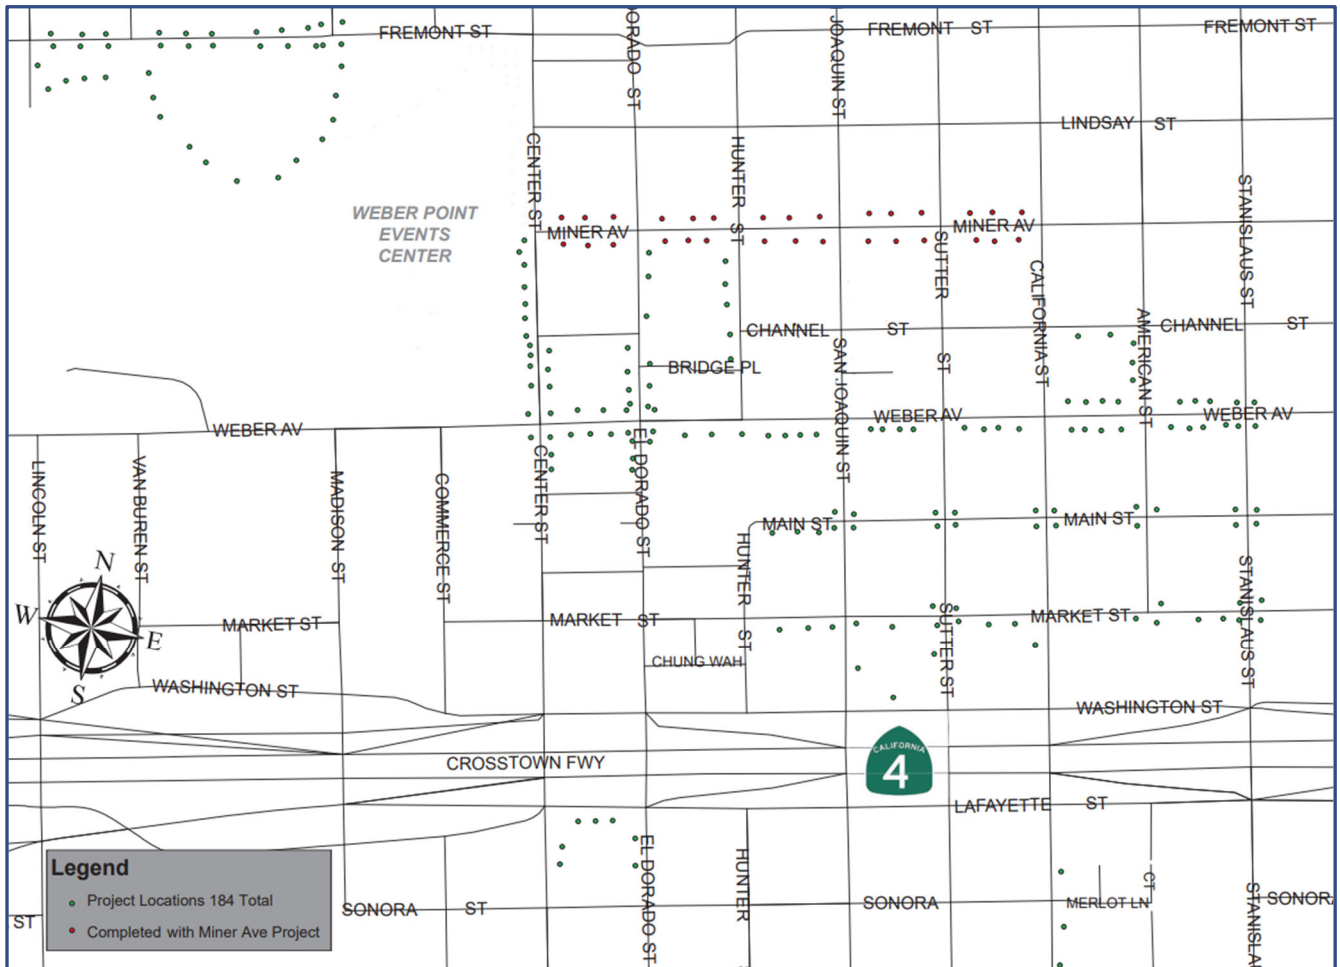 FREMONT ST
ORADO ST
JOAQUIN ST
FREMONT ST
FREMONT ST
LINDSAY ST
CENTER ST
HUNTER ST
STANISLAUS ST
WEBER POINT
EVENTS
CENTER
MINER AV
MINER AV
SUTTER ST
CALIFORNIA ST
AMERICAN ST
CHANNEL ST
CHANNEL ST
SAN JOAQUIN ST
BRIDGE PL
WEBER AV
WEBER AV
WEBER AV
LINCOLN ST
VAN BUREN ST
MADISON ST
COMMERCE ST
CENTER ST
EL DORADO ST
MAIN ST
MAIN ST
HUNTER ST
STANISLAUS ST
N
W
E
S
MARKET ST
MARKET ST
MARKET ST
SUTTER ST
CHUNG WAH
WASHINGTON ST
WASHINGTON ST
CROSSTOWN FWY
CALIFORNIA
4
LAFAYETTE ST
EL DORADO ST
HUNTER
CT
Legend
Project Locations 184 Total
Completed with Miner Ave Project
ST
SONORA ST
SONORA
MERLOT LN
STANISLA
SONOR